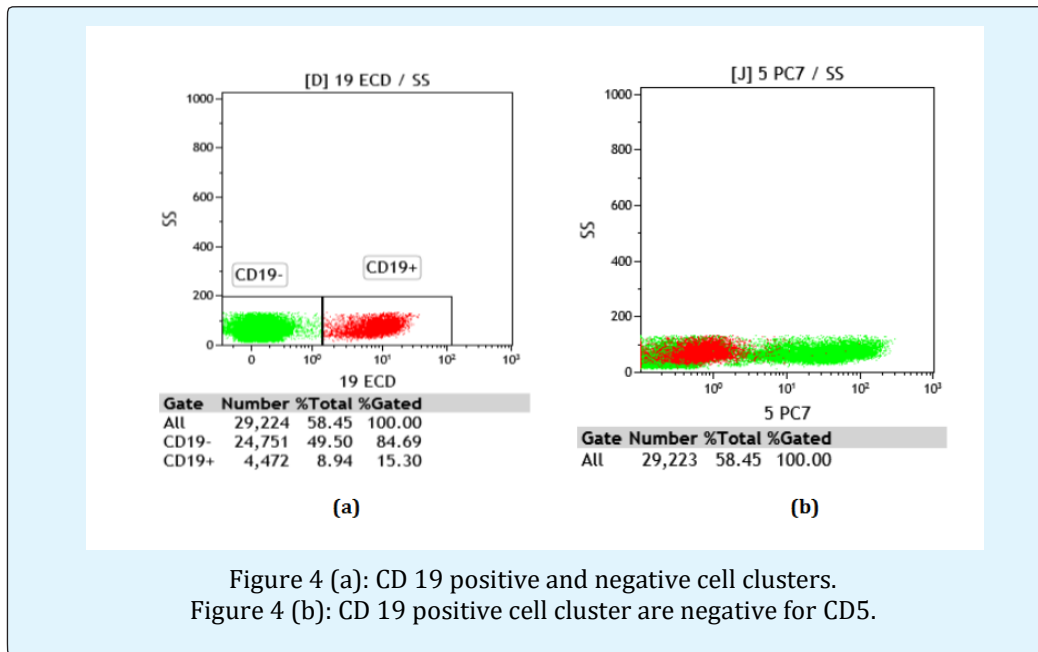 [D] 19 ECD / SS
1000
800
600
400
200
0
SS
CD19-
CD19+
0 10⁰ 10¹ 10² 10³
19 ECD
Gate Number %Total %Gated
All 29,224 58.45 100.00
CD19- 24,751 49.50 84.69
CD19+ 4,472 8.94 15.30
(a)
[J] 5 PC7 / SS
1000
800
600
400
200
0
SS
10⁰ 10¹ 10² 10³
5 PC7
Gate Number %Total %Gated
All 29,223 58.45 100.00
(b)
Figure 4 (a): CD 19 positive and negative cell clusters.
Figure 4 (b): CD 19 positive cell cluster are negative for CD5.